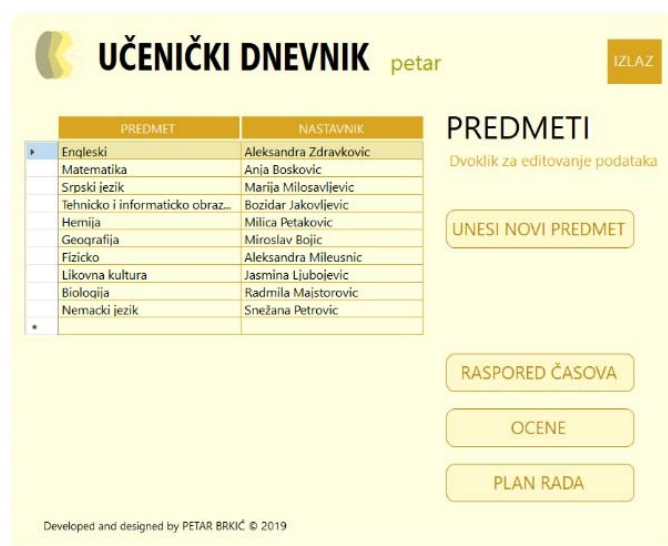 UČENIČKI DNEVNIK petar
IZLAZ
PREDMET NASTAVNIK
Engleski Aleksandra Zdravkovic
Matematika Anja Boskovic
Srpski jezik Marija Milosavljevic
Tehnicko i informaticko obraz... Bozidar Jakovljevic
Hemija Milica Petakovic
Geografija Miroslav Bojic
Fizicko Aleksandra Mileusnic
Likovna kultura Jasmina Ljubojevic
Biologija Radmila Majstorovic
Nemacki jezik Snežana Petrovic
PREDMETI
Dvoklik za editovanje podataka
UNESI NOVI PREDMET
RASPORED ČASOVA
OCENE
PLAN RADA
Developed and designed by PETAR BRKIĆ © 2019